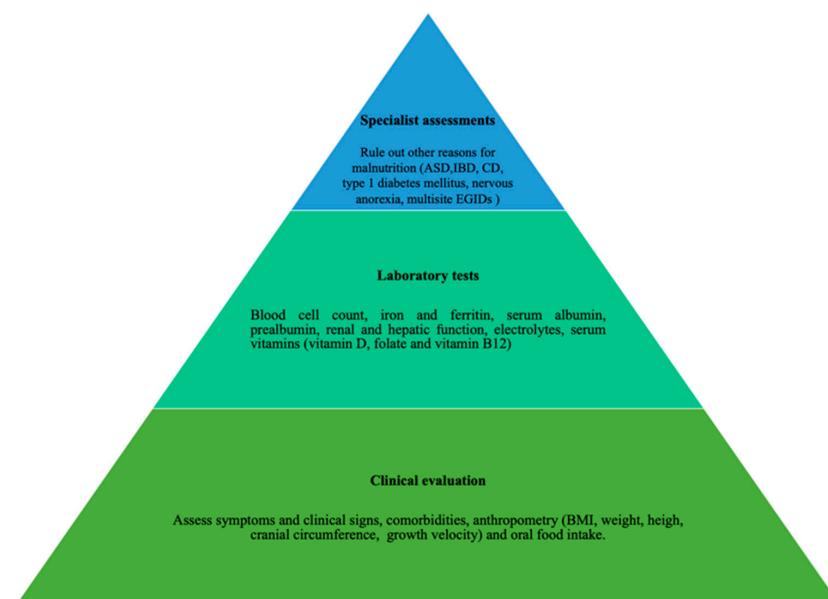 Specialist assessments
Rule out other reasons for
malnutrition (ASD,IBD, CD,
type 1 diabetes mellitus, nervous
anorexia, multisite EGIDs )
Laboratory tests
Blood cell count, iron and ferritin, serum albumin,
prealbumin, renal and hepatic function, electrolytes, serum
vitamins (vitamin D, folate and vitamin B12)
Clinical evaluation
Assess symptoms and clinical signs, comorbidities, anthropometry (BMI, weight, heigh,
cranial circumference, growth velocity) and oral food intake.